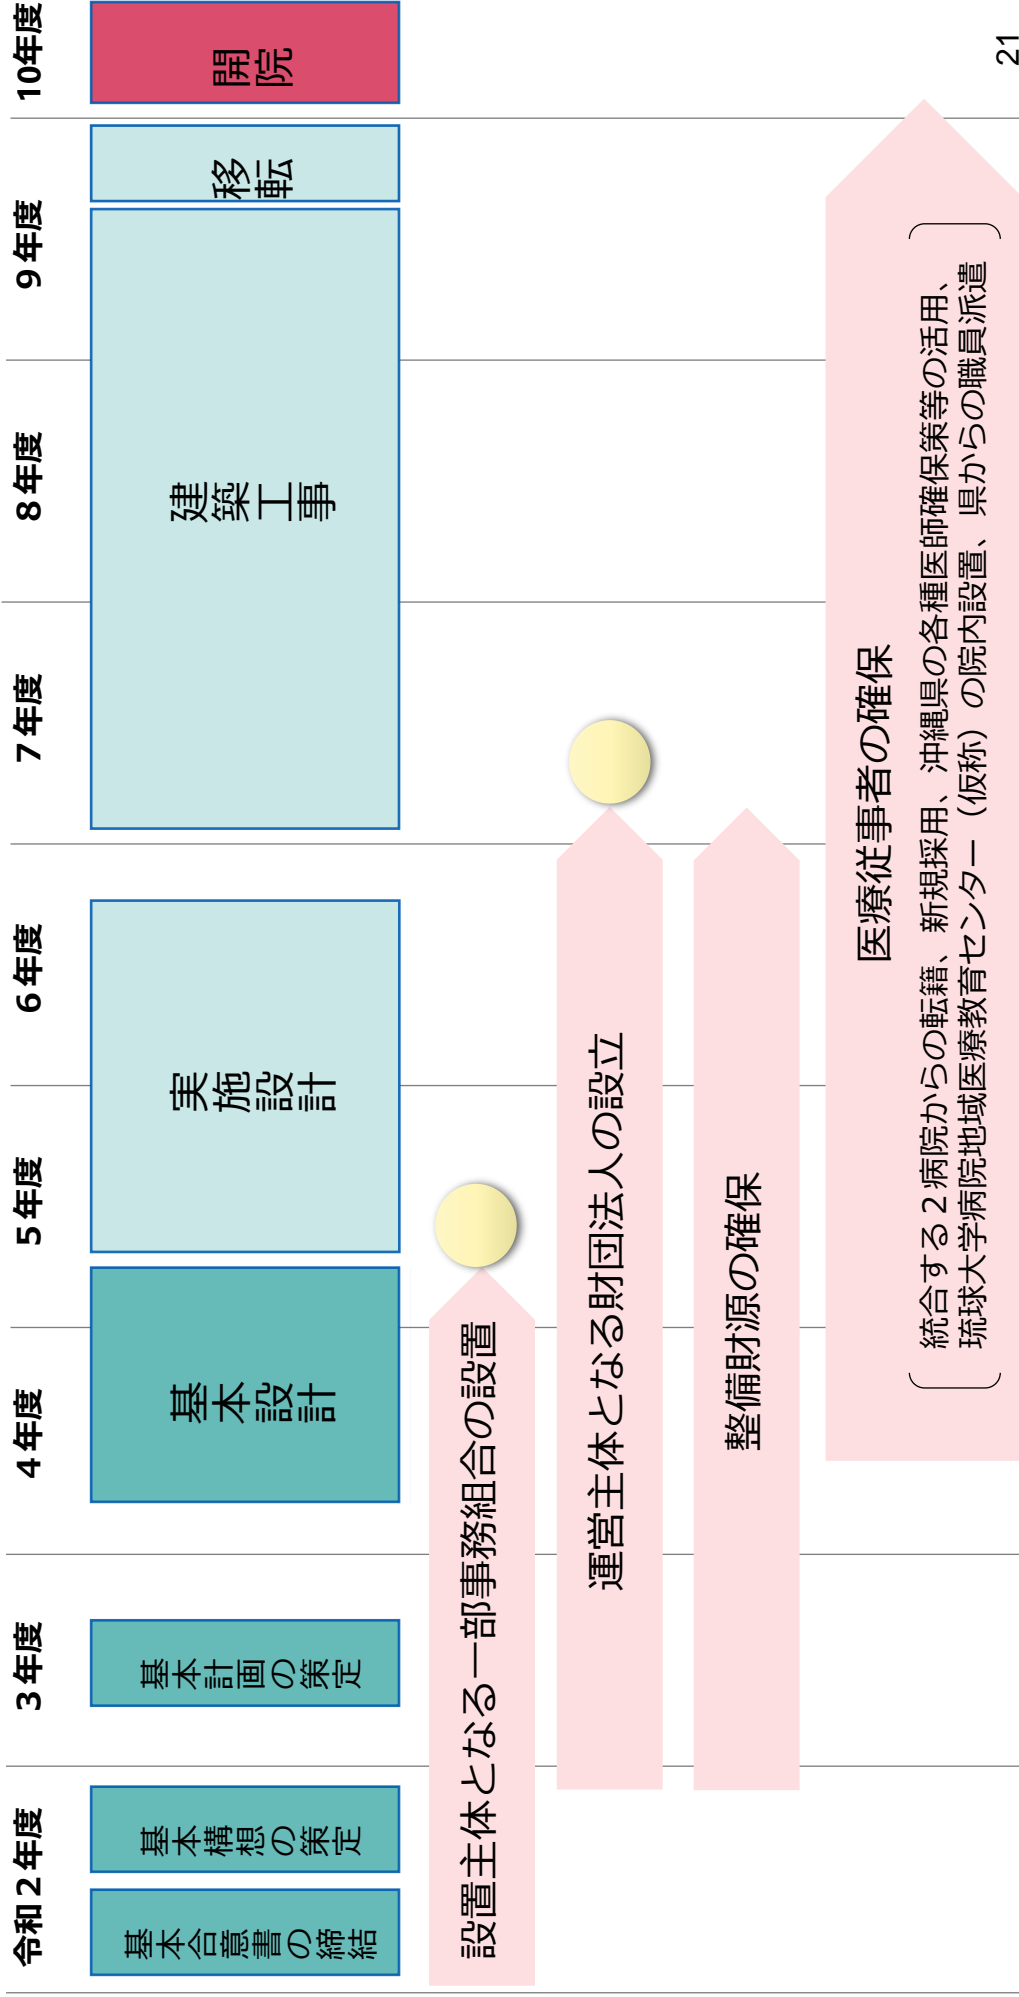 令和２年度
３年度
４年度
５年度
６年度
７年度
８年度
９年度
10年度
基本合意書の締結
基本構想の策定
基本計画の策定
基本設計
実施設計
建築工事
移転
開院
設置主体となる一部事務組合の設置
運営主体となる財団法人の設立
整備財源の確保
医療従事者の確保
統合する２病院からの転籍、新規採用、沖縄県の各種医師確保策等の活用、
琉球大学病院地域医療教育センター（仮称）の院内設置、県からの職員派遣
21